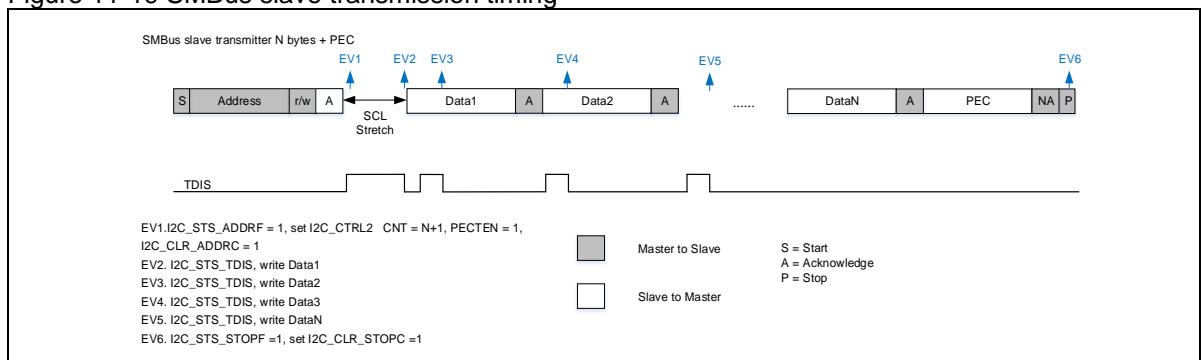 Figure 11-16 SMBus slave transmission timing
SMBus slave transmitter N bytes + PEC
EV1 EV2 EV3 EV4 EV5 EV6
S Address r/w A Data1 A Data2 A ...... DataN A PEC NA P
SCL
Stretch
TDIS
EV1.I2C_STS_ADDRF = 1, set I2C_CTRL2 CNT = N+1, PECTEN = 1,
I2C_CLR_ADDRC = 1
EV2. I2C_STS_TDIS, write Data1
EV3. I2C_STS_TDIS, write Data2
EV4. I2C_STS_TDIS, write Data3
EV5. I2C_STS_TDIS, write DataN
EV6. I2C_STS_STOPF =1, set I2C_CLR_STOPC =1
Master to Slave
Slave to Master
S = Start
A = Acknowledge
P = Stop